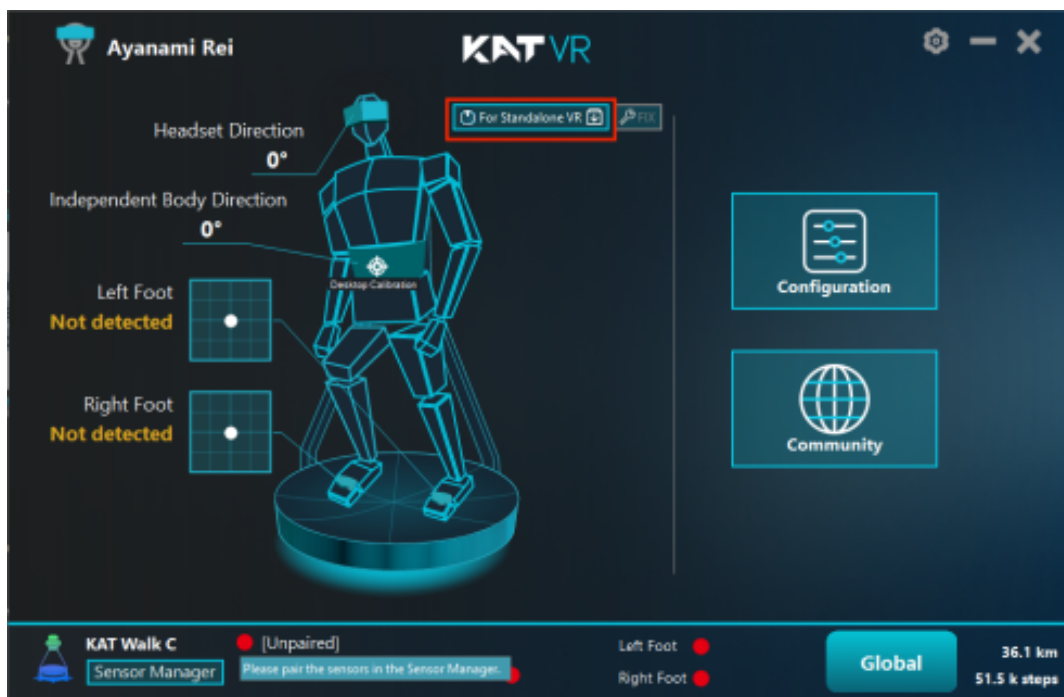 Ayanami Rei
KAT VR
For Standalone VR
FIX
Headset Direction
0°
Independent Body Direction
0°
Desktop Calibration
Left Foot
Not detected
Right Foot
Not detected
Configuration
Community
KAT Walk C
[Unpaired]
Sensor Manager
Please pair the sensors in the Sensor Manager.
Left Foot
Right Foot
Global
36.1 km
51.5 k steps